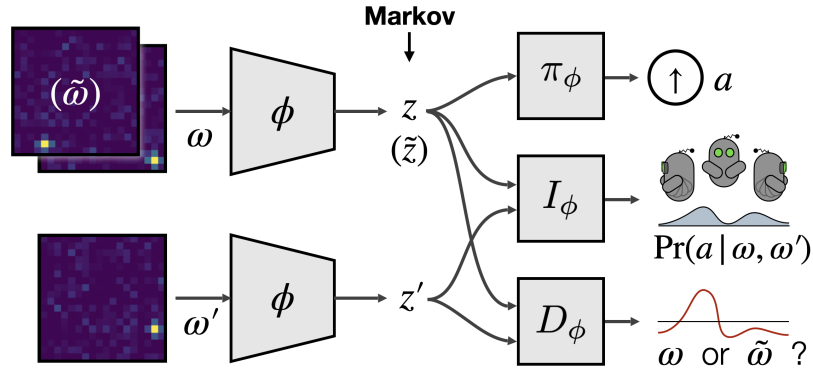 Markov
(ω̃)
ω
ϕ
z
(z̃)
π_ϕ
↑ a
I_ϕ
Pr(a | ω, ω′)
ω′
ϕ
z′
D_ϕ
ω or ω̃ ?